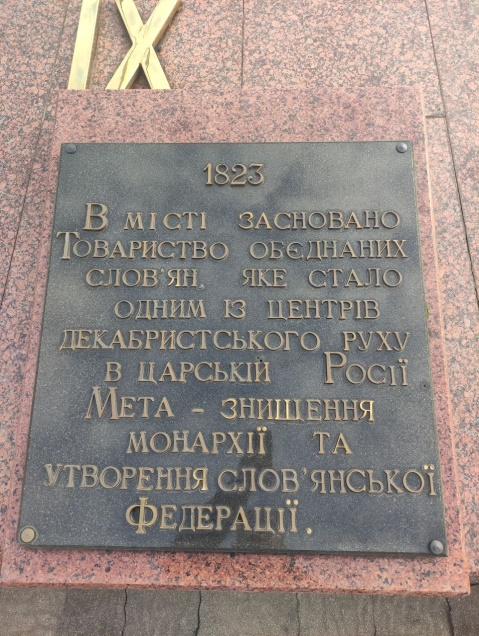 IX
1823
В МІСТІ ЗАСНОВАНО
ТОВАРИСТВО ОБЄДНАНИХ
СЛОВ'ЯН, ЯКЕ СТАЛО
ОДНИМ ІЗ ЦЕНТРІВ
ДЕКАБРИСТСЬКОГО РУХУ
В ЦАРСЬКІЙ РОСІЇ
МЕТА - ЗНИЩЕННЯ
МОНАРХІЇ ТА
УТВОРЕННЯ СЛОВ'ЯНСЬКОЇ
ФЕДЕРАЦІЇ.